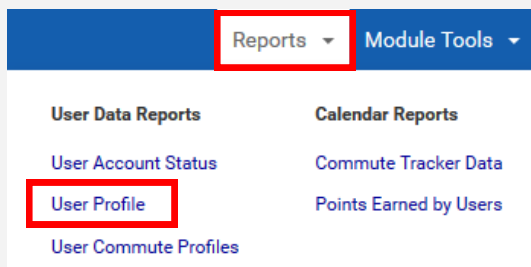 Reports Module Tools
User Data Reports Calendar Reports
User Account Status Commute Tracker Data
User Profile Points Earned by Users
User Commute Profiles